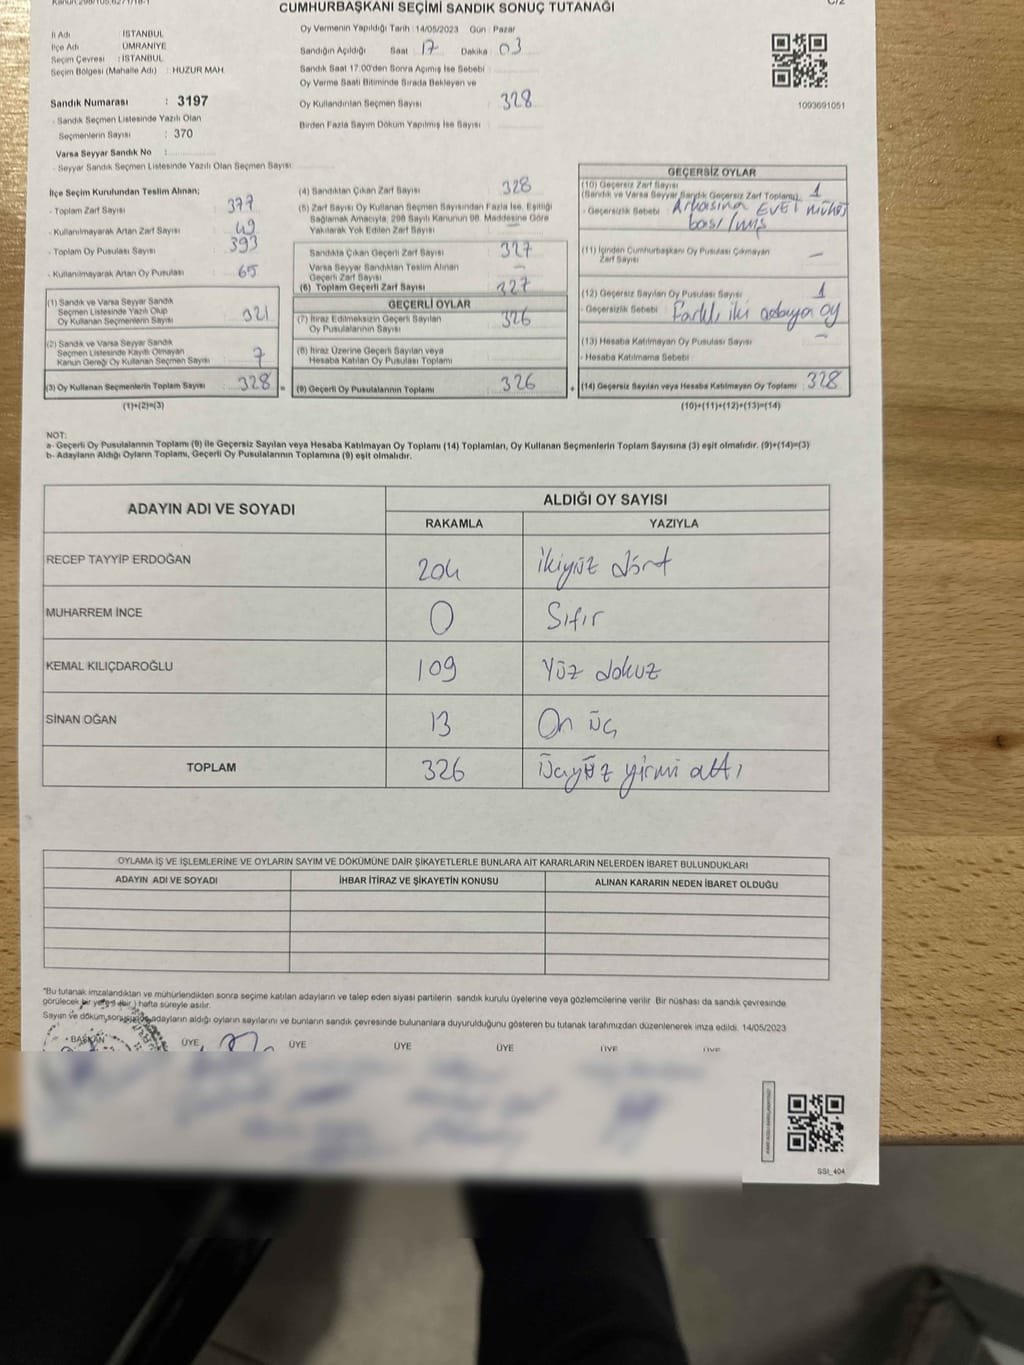 Kanun:298/105,6271/18-1
C/2
CUMHURBAŞKANI SEÇİMİ SANDIK SONUÇ TUTANAĞI
İl Adı : İSTANBUL
İlçe Adı : ÜMRANİYE
Seçim Çevresi : İSTANBUL
Seçim Bölgesi (Mahalle Adı) : HUZUR MAH.
Sandık Numarası : 3197
- Sandık Seçmen Listesinde Yazılı Olan
Seçmenlerin Sayısı : 370
Varsa Seyyar Sandık No :
- Seyyar Sandık Seçmen Listesinde Yazılı Olan Seçmen Sayısı:
Oy Vermenin Yapıldığı Tarih : 14/05/2023 Gün : Pazar
Sandığın Açıldığı Saat 17 Dakika : 03
Sandık Saat 17:00'den Sonra Açılmış İse Sebebi :
Oy Verme Saati Bitiminde Sırada Bekleyen ve
Oy Kullandırılan Seçmen Sayısı : 328
Birden Fazla Sayım Döküm Yapılmış İse Sayısı :
1093691051
İlçe Seçim Kurulundan Teslim Alınan;
- Toplam Zarf Sayısı : 377
- Kullanılmayarak Artan Zarf Sayısı : 49
- Toplam Oy Pusulası Sayısı : 393
- Kullanılmayarak Artan Oy Pusulası : 65
(1) Sandık ve Varsa Seyyar Sandık
Seçmen Listesinde Yazılı Olup
Oy Kullanan Seçmenlerin Sayısı : 321
(2) Sandık ve Varsa Seyyar Sandık
Seçmen Listesinde Kayıtlı Olmayan
Kanun Gereği Oy Kullanan Seçmen Sayısı : 7
(3) Oy Kullanan Seçmenlerin Toplam Sayısı : 328 =
(1)+(2)=(3)
(4) Sandıktan Çıkan Zarf Sayısı : 328
(5) Zarf Sayısı Oy Kullanan Seçmen Sayısından Fazla İse, Eşitliği
Sağlamak Amacıyla, 298 Sayılı Kanunun 98. Maddesine Göre
Yakılarak Yok Edilen Zarf Sayısı : —
Sandıkta Çıkan Geçerli Zarf Sayısı : 327
Varsa Seyyar Sandıktan Teslim Alınan
Geçerli Zarf Sayısı : —
(6) Toplam Geçerli Zarf Sayısı : 327
GEÇERLİ OYLAR
(7) İtiraz Edilmeksizin Geçerli Sayılan
Oy Pusulalarının Sayısı : 326
(8) İtiraz Üzerine Geçerli Sayılan veya
Hesaba Katılan Oy Pusulası Toplamı :
(9) Geçerli Oy Pusulalarının Toplamı : 326 +
GEÇERSİZ OYLAR
(10) Geçersiz Zarf Sayısı
(Sandık ve Varsa Seyyar Sandık Geçersiz Zarf Toplamı) : 1
- Geçersizlik Sebebi : Arkasına EVET mühür
basılmış
(11) İçinden Cumhurbaşkanı Oy Pusulası Çıkmayan
Zarf Sayısı : —
(12) Geçersiz Sayılan Oy Pusulası Sayısı : 1
- Geçersizlik Sebebi : Farklı iki adaya oy
(13) Hesaba Katılmayan Oy Pusulası Sayısı : —
- Hesaba Katılmama Sebebi :
(14) Geçersiz Sayılan veya Hesaba Katılmayan Oy Toplamı : 328
(10)+(11)+(12)+(13)=(14)
NOT:
a- Geçerli Oy Pusulalarının Toplamı (9) ile Geçersiz Sayılan veya Hesaba Katılmayan Oy Toplamı (14) Toplamları, Oy Kullanan Seçmenlerin Toplam Sayısına (3) eşit olmalıdır. (9)+(14)=(3)
b- Adayların Aldığı Oyların Toplamı, Geçerli Oy Pusulalarının Toplamına (9) eşit olmalıdır.
ADAYIN ADI VE SOYADI
ALDIĞI OY SAYISI
RAKAMLA YAZIYLA
RECEP TAYYİP ERDOĞAN 204 ikiyüz dört
MUHARREM İNCE 0 Sıfır
KEMAL KILIÇDAROĞLU 109 Yüz dokuz
SİNAN OĞAN 13 On üç
TOPLAM 326 Üçyüz yirmi altı
OYLAMA İŞ VE İŞLEMLERİNE VE OYLARIN SAYIM VE DÖKÜMÜNE DAİR ŞİKAYETLERLE BUNLARA AİT KARARLARIN NELERDEN İBARET BULUNDUKLARI
ADAYIN ADI VE SOYADI İHBAR İTİRAZ VE ŞİKAYETİN KONUSU ALINAN KARARIN NEDEN İBARET OLDUĞU
"Bu tutanak imzalandıktan ve mühürlendikten sonra seçime katılan adayların ve talep eden siyasi partilerin sandık kurulu üyelerine veya gözlemcilerine verilir. Bir nüshası da sandık çevresinde
görülecek bir yere 1 (bir) hafta süreyle asılır.
Sayım ve döküm sonucunda adayların aldığı oyların sayılarını ve bunların sandık çevresinde bulunanlara duyurulduğunu gösteren bu tutanak tarafımızdan düzenlenerek imza edildi. 14/05/2023
BAŞKAN ÜYE ÜYE ÜYE ÜYE ÜYE ÜYE
SSI_404